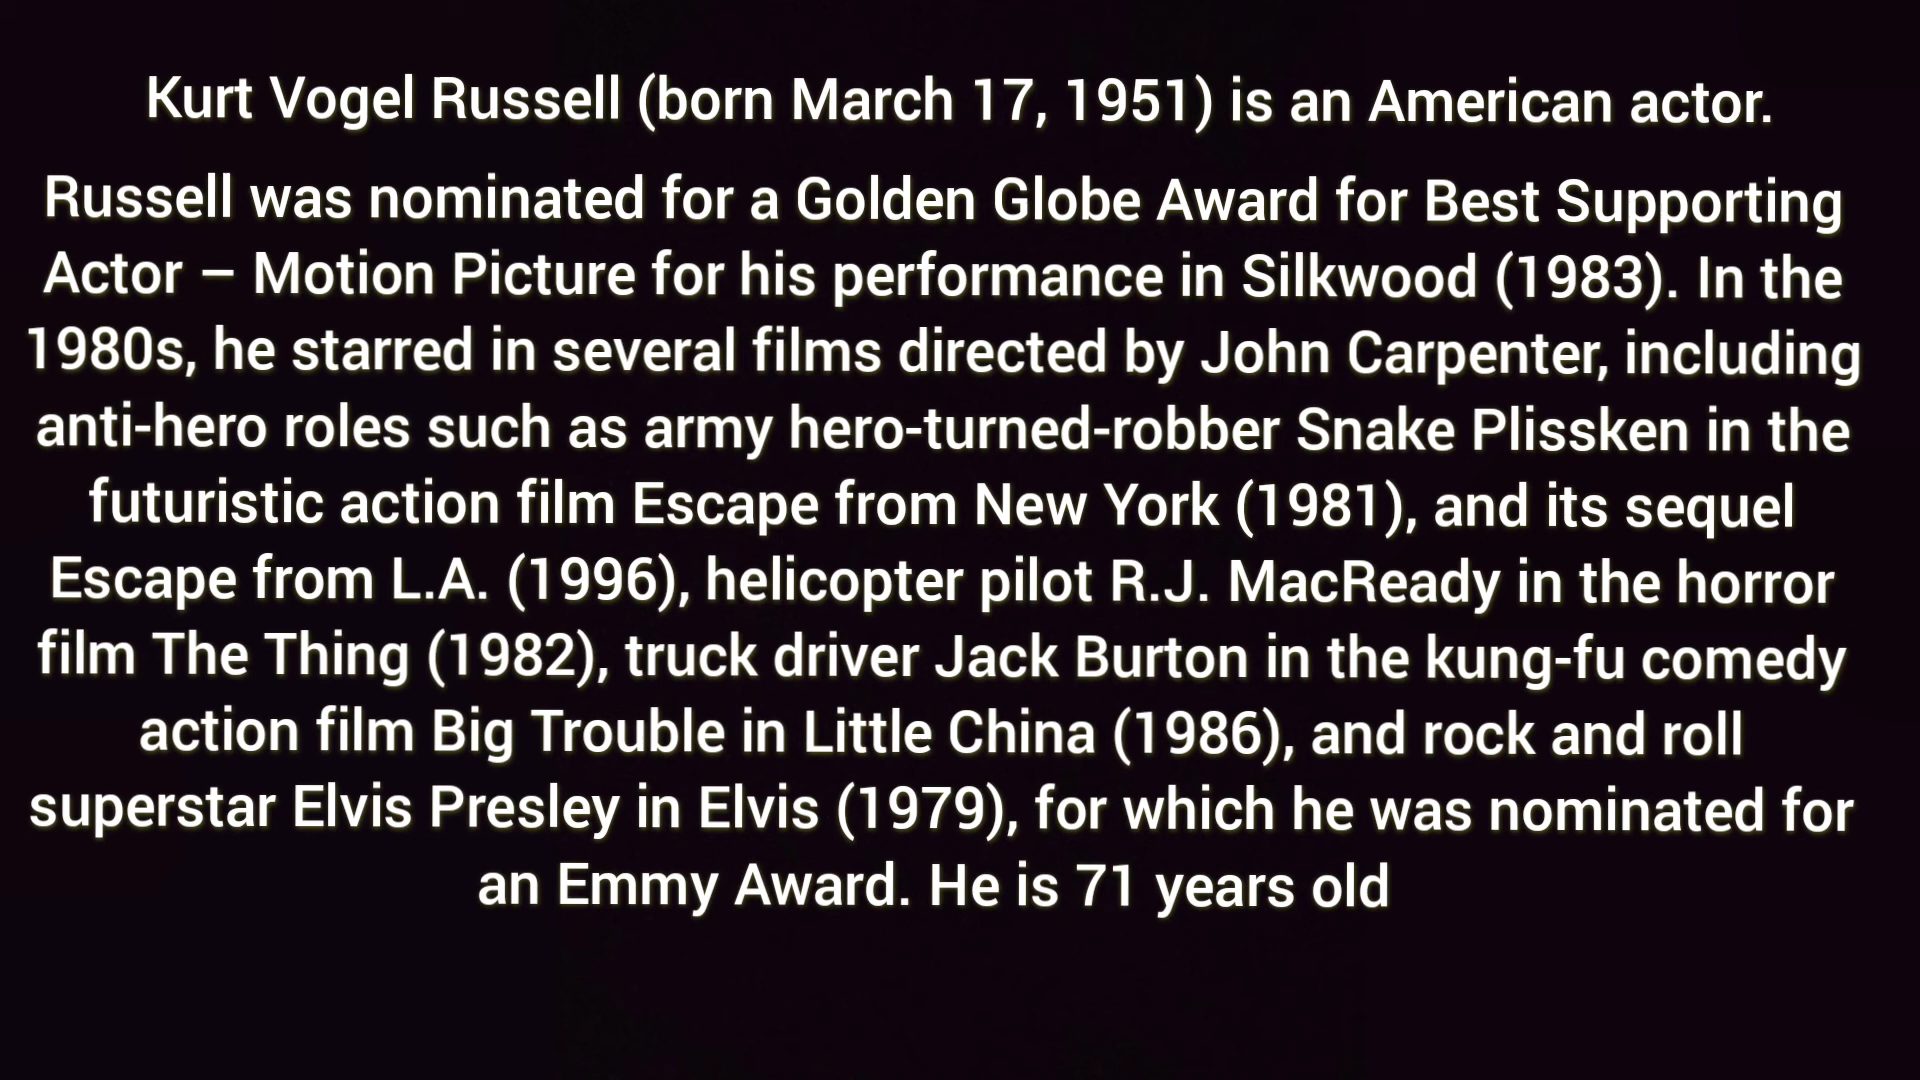 Kurt Vogel Russell (born March 17, 1951) is an American actor.
Russell was nominated for a Golden Globe Award for Best Supporting
Actor – Motion Picture for his performance in Silkwood (1983). In the
1980s, he starred in several films directed by John Carpenter, including
anti-hero roles such as army hero-turned-robber Snake Plissken in the
futuristic action film Escape from New York (1981), and its sequel
Escape from L.A. (1996), helicopter pilot R.J. MacReady in the horror
film The Thing (1982), truck driver Jack Burton in the kung-fu comedy
action film Big Trouble in Little China (1986), and rock and roll
superstar Elvis Presley in Elvis (1979), for which he was nominated for
an Emmy Award. He is 71 years old